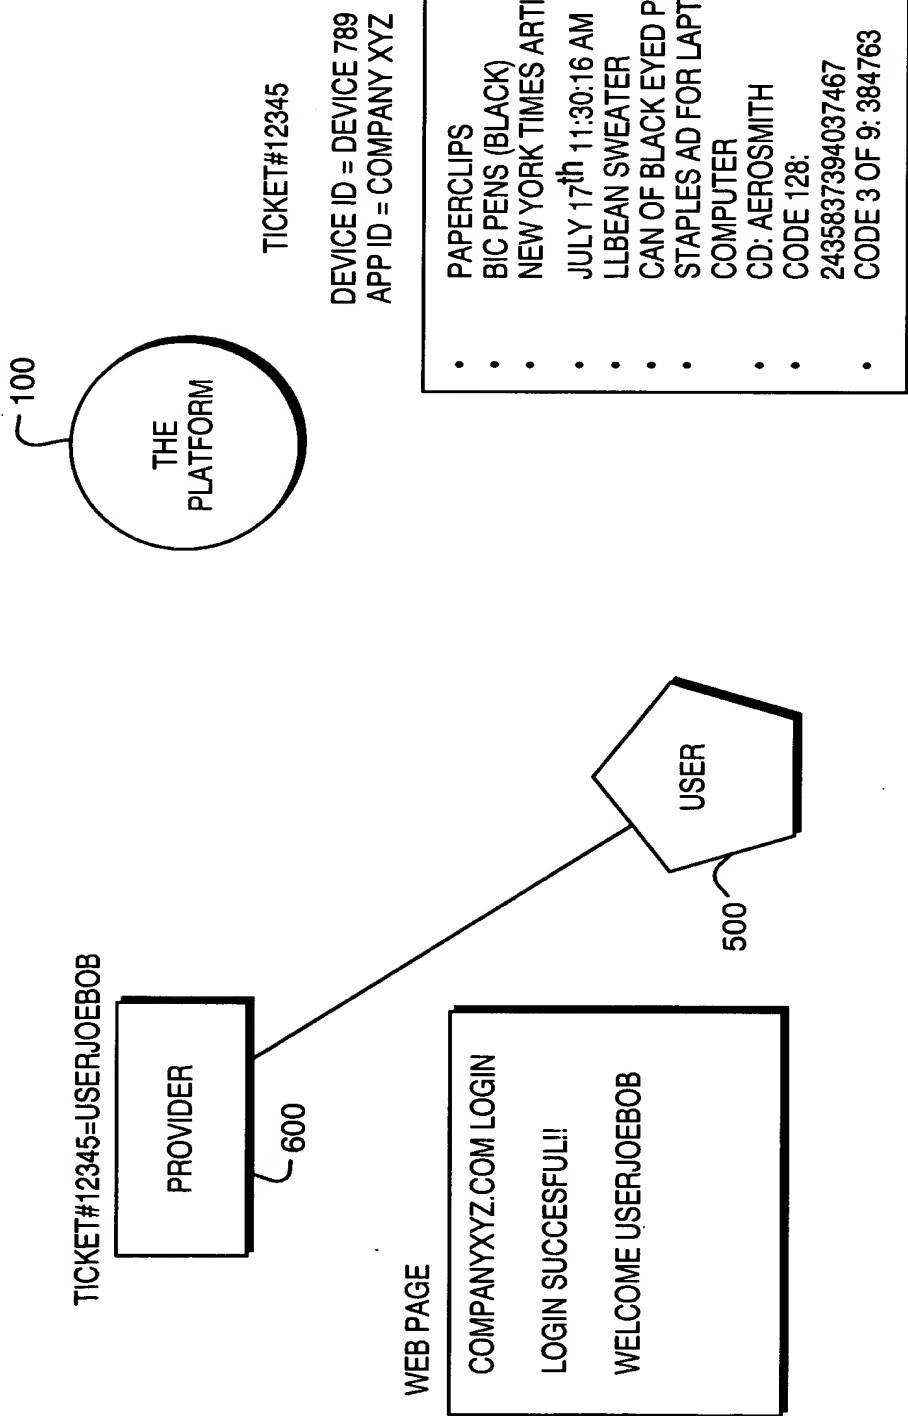 TICKET#12345=USERJOEBOB
PROVIDER
600
WEB PAGE
COMPANYXYZ.COM LOGIN
LOGIN SUCCESFUL!!
WELCOME USERJOEBOB
USER
500
100
THE
PLATFORM
TICKET#12345
DEVICE ID = DEVICE 789
APP ID = COMPANY XYZ
• PAPERCLIPS
• BIC PENS (BLACK)
• NEW YORK TIMES ARTI
JULY 17th 11:30:16 AM
• LLBEAN SWEATER
• CAN OF BLACK EYED P
• STAPLES AD FOR LAPT
COMPUTER
• CD: AEROSMITH
• CODE 128:
24358373940​37467
• CODE 3 OF 9: 384763